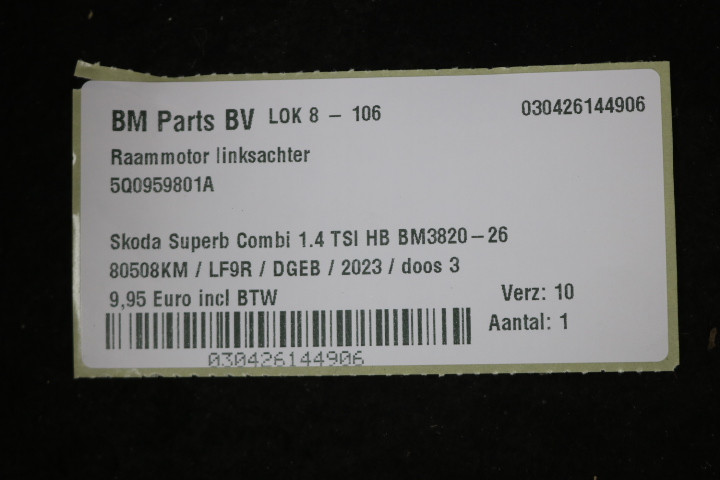 BM Parts BV LOK 8 - 106 030426144906
Raammotor linksachter
5Q0959801A
Skoda Superb Combi 1.4 TSI HB BM3820-26
80508KM / LF9R / DGEB / 2023 / doos 3
9,95 Euro incl BTW Verz: 10
Aantal: 1
030426144906